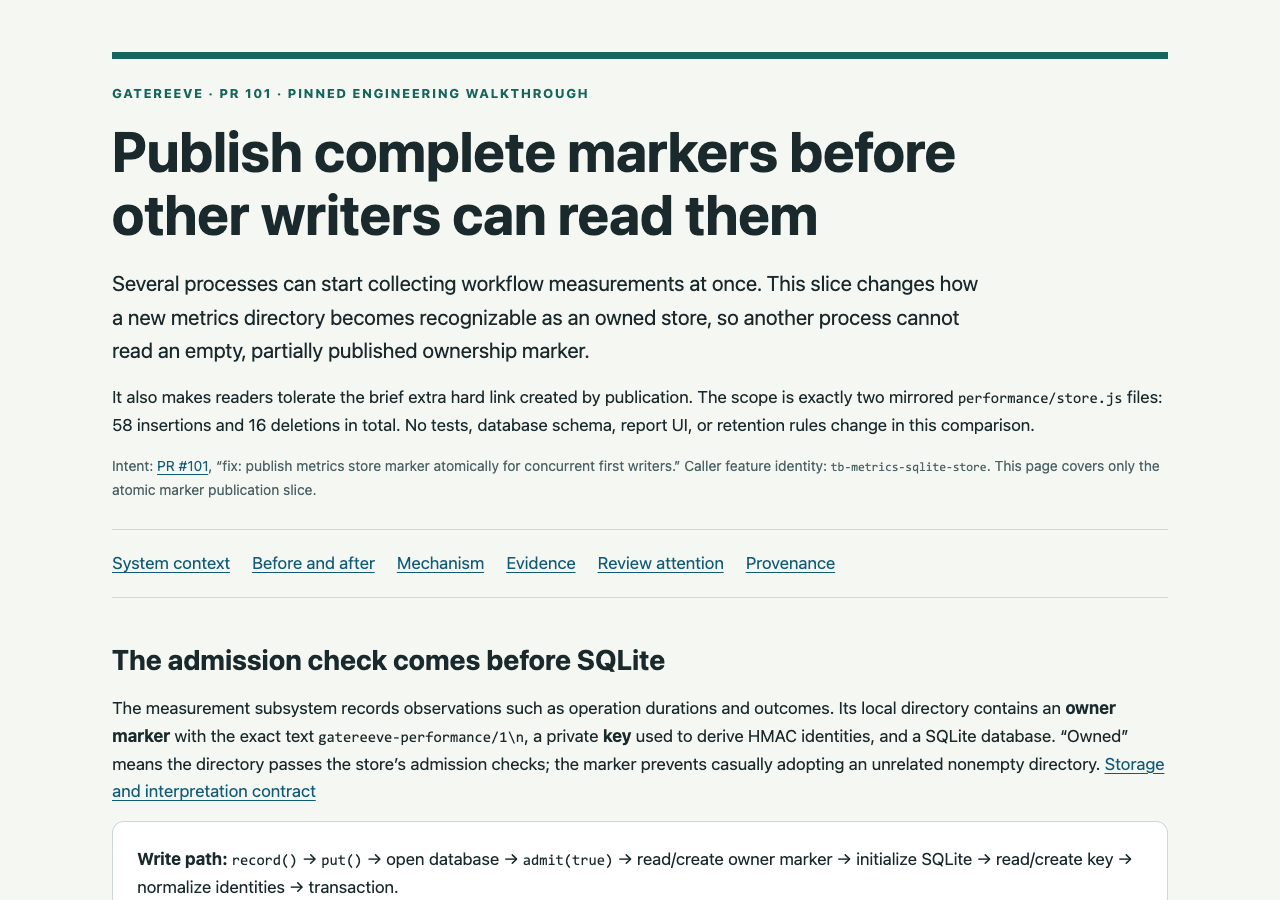 GATEREEVE · PR 101 · PINNED ENGINEERING WALKTHROUGH
Publish complete markers before
other writers can read them
Several processes can start collecting workflow measurements at once. This slice changes how
a new metrics directory becomes recognizable as an owned store, so another process cannot
read an empty, partially published ownership marker.
It also makes readers tolerate the brief extra hard link created by publication. The scope is exactly two mirrored performance/store.js files:
58 insertions and 16 deletions in total. No tests, database schema, report UI, or retention rules change in this comparison.
Intent: PR #101, “fix: publish metrics store marker atomically for concurrent first writers.” Caller feature identity: tb-metrics-sqlite-store. This page covers only the
atomic marker publication slice.
System context Before and after Mechanism Evidence Review attention Provenance
The admission check comes before SQLite
The measurement subsystem records observations such as operation durations and outcomes. Its local directory contains an owner
marker with the exact text gatereeve-performance/1\n, a private key used to derive HMAC identities, and a SQLite database. “Owned”
means the directory passes the store’s admission checks; the marker prevents casually adopting an unrelated nonempty directory. Storage
and interpretation contract
Write path: record() → put() → open database → admit(true) → read/create owner marker → initialize SQLite → read/create key →
normalize identities → transaction.